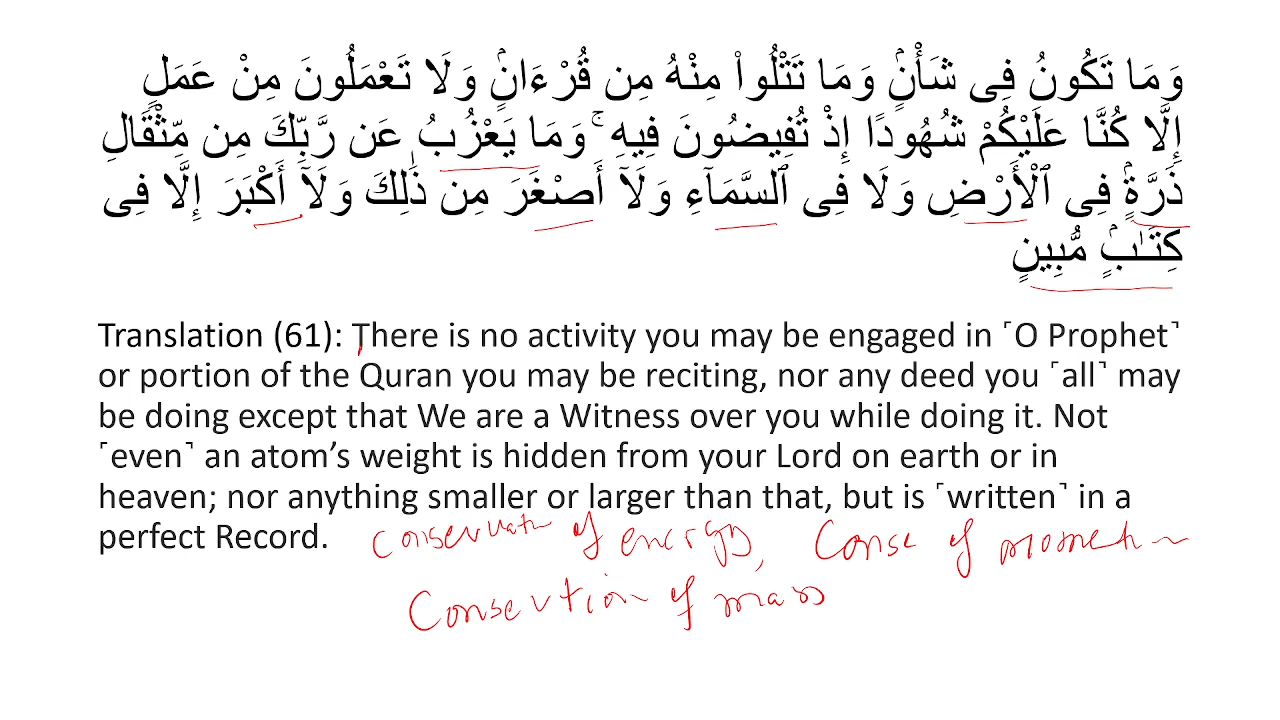 وَمَا تَكُونُ فِى شَأْنٍۢ وَمَا تَتْلُوا۟ مِنْهُ مِن قُرْءَانٍۢ وَلَا تَعْمَلُونَ مِنْ عَمَلٍ
إِلَّا كُنَّا عَلَيْكُمْ شُهُودًا إِذْ تُفِيضُونَ فِيهِ ۚ وَمَا يَعْزُبُ عَن رَّبِّكَ مِن مِّثْقَالِ
ذَرَّةٍۢ فِى ٱلْأَرْضِ وَلَا فِى ٱلسَّمَآءِ وَلَآ أَصْغَرَ مِن ذَٰلِكَ وَلَآ أَكْبَرَ إِلَّا فِى
كِتَـٰبٍۢ مُّبِينٍ
Translation (61): There is no activity you may be engaged in ˹O Prophet˺
or portion of the Quran you may be reciting, nor any deed you ˹all˺ may
be doing except that We are a Witness over you while doing it. Not
˹even˺ an atom’s weight is hidden from your Lord on earth or in
heaven; nor anything smaller or larger than that, but is ˹written˺ in a
perfect Record. Conservation of energy, Conse of
Conservtion of mass